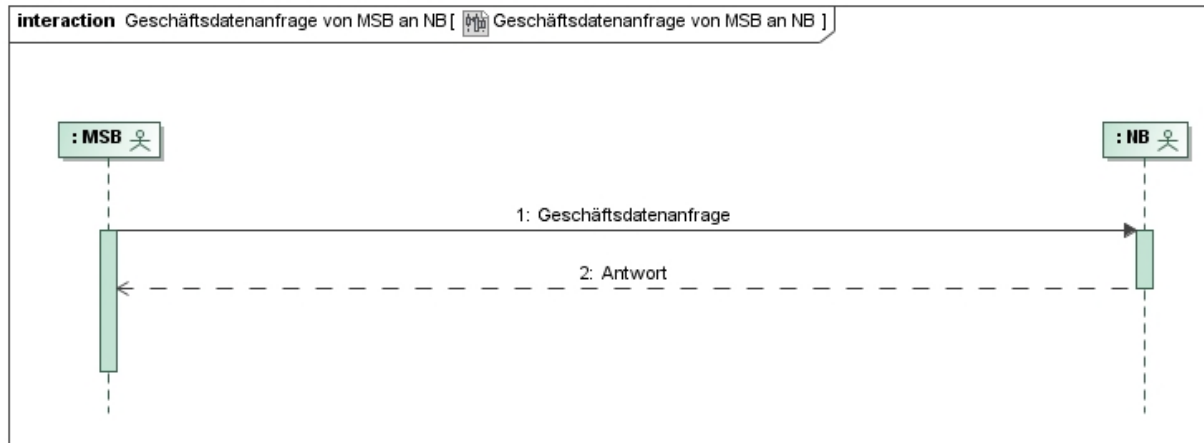 interaction Geschäftsdatenanfrage von MSB an NB[ Geschäftsdatenanfrage von MSB an NB ]
: MSB
: NB
1: Geschäftsdatenanfrage
2: Antwort